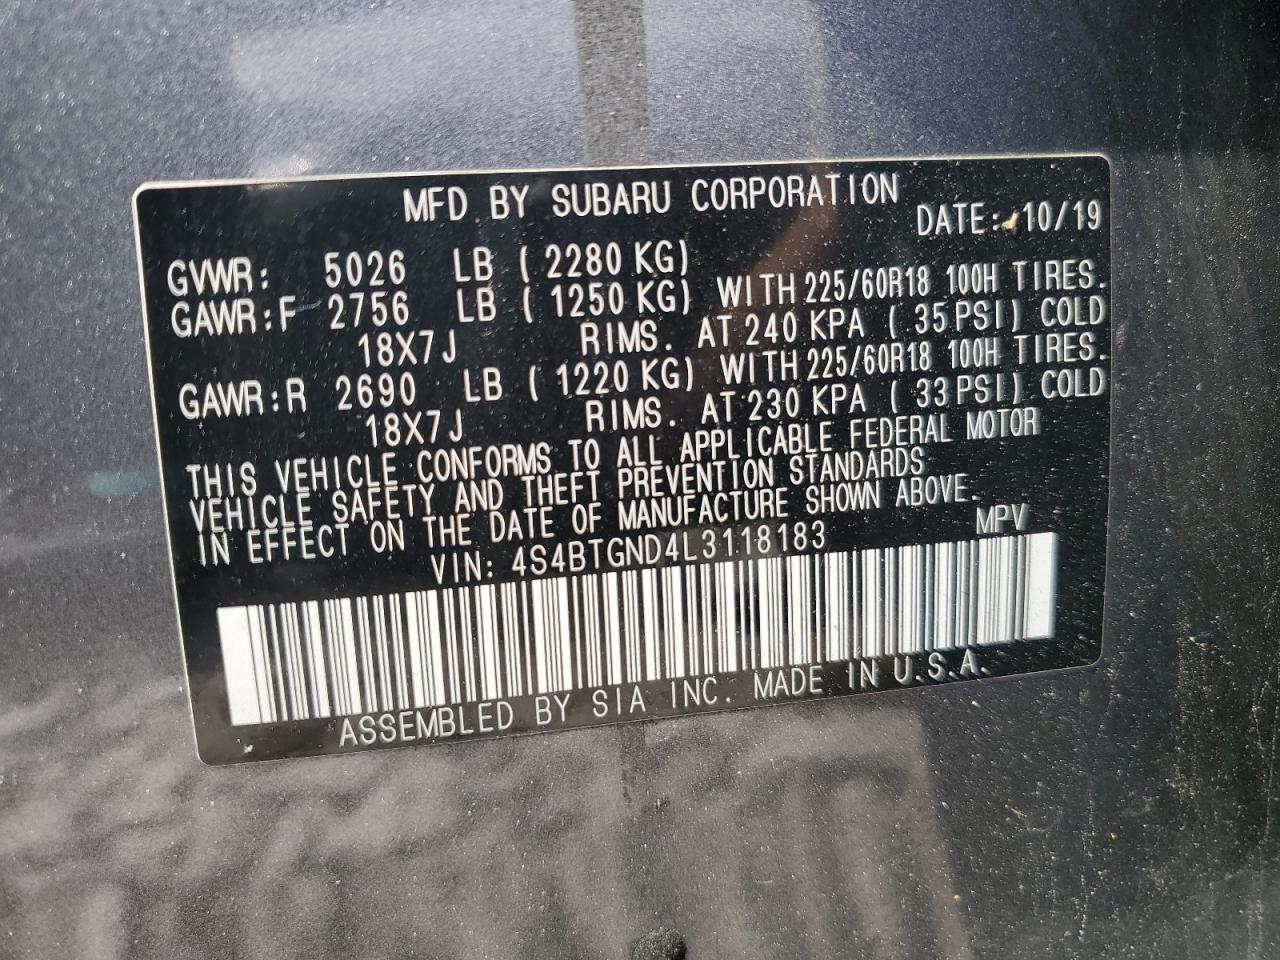 MFD BY SUBARU CORPORATION
DATE: 10/19
GVWR: 5026 LB ( 2280 KG)
GAWR:F 2756 LB ( 1250 KG) WITH 225/60R18 100H TIRES.
18X7J RIMS. AT 240 KPA ( 35 PSI) COLD
GAWR:R 2690 LB ( 1220 KG) WITH 225/60R18 100H TIRES.
18X7J RIMS. AT 230 KPA ( 33 PSI) COLD
THIS VEHICLE CONFORMS TO ALL APPLICABLE FEDERAL MOTOR
VEHICLE SAFETY AND THEFT PREVENTION STANDARDS
IN EFFECT ON THE DATE OF MANUFACTURE SHOWN ABOVE.
VIN: 4S4BTGND4L3118183 MPV
ASSEMBLED BY SIA INC. MADE IN U.S.A.